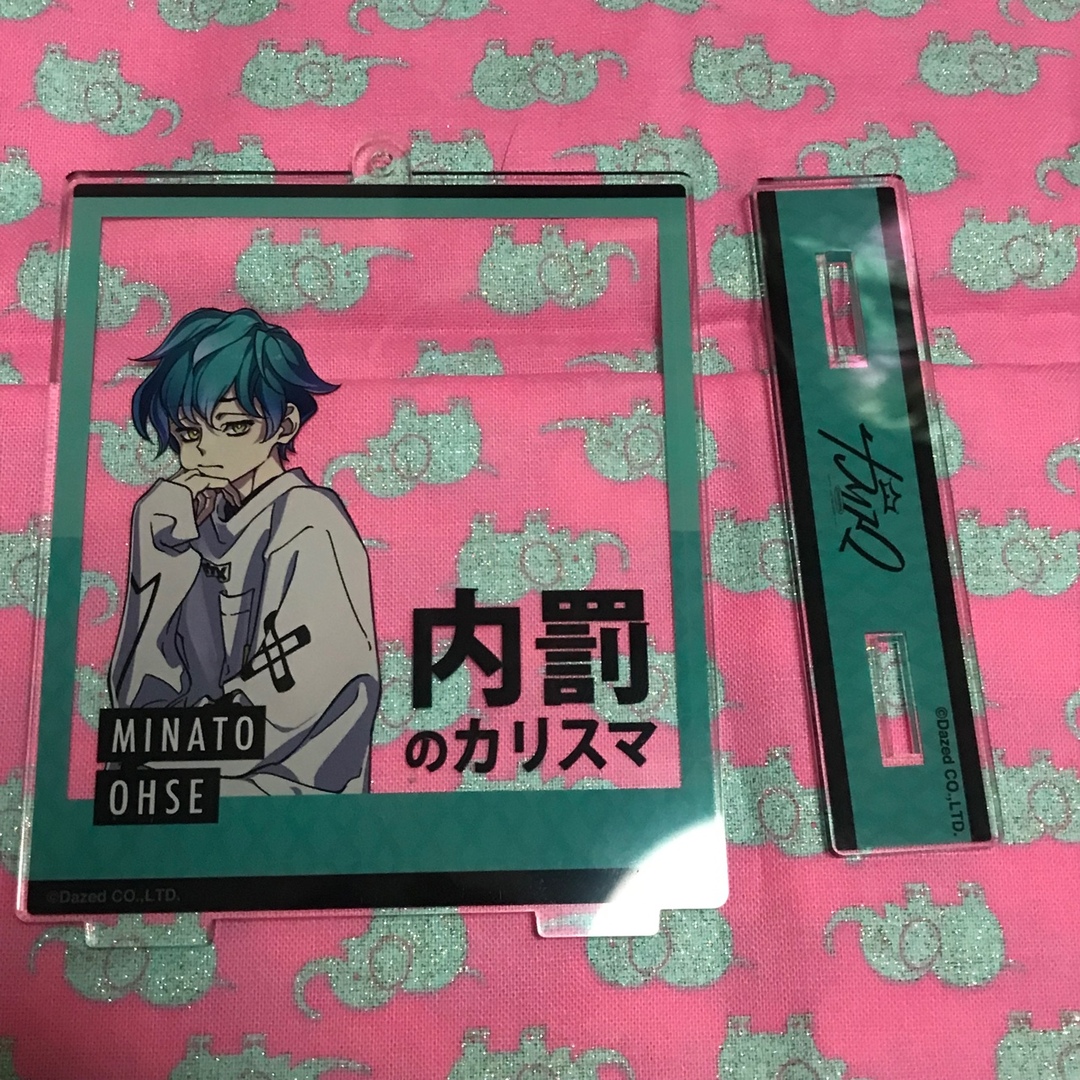 内罰
のカリスマ
MINATO
OHSE
©Dazed CO.,LTD.
©Dazed CO.,LTD.